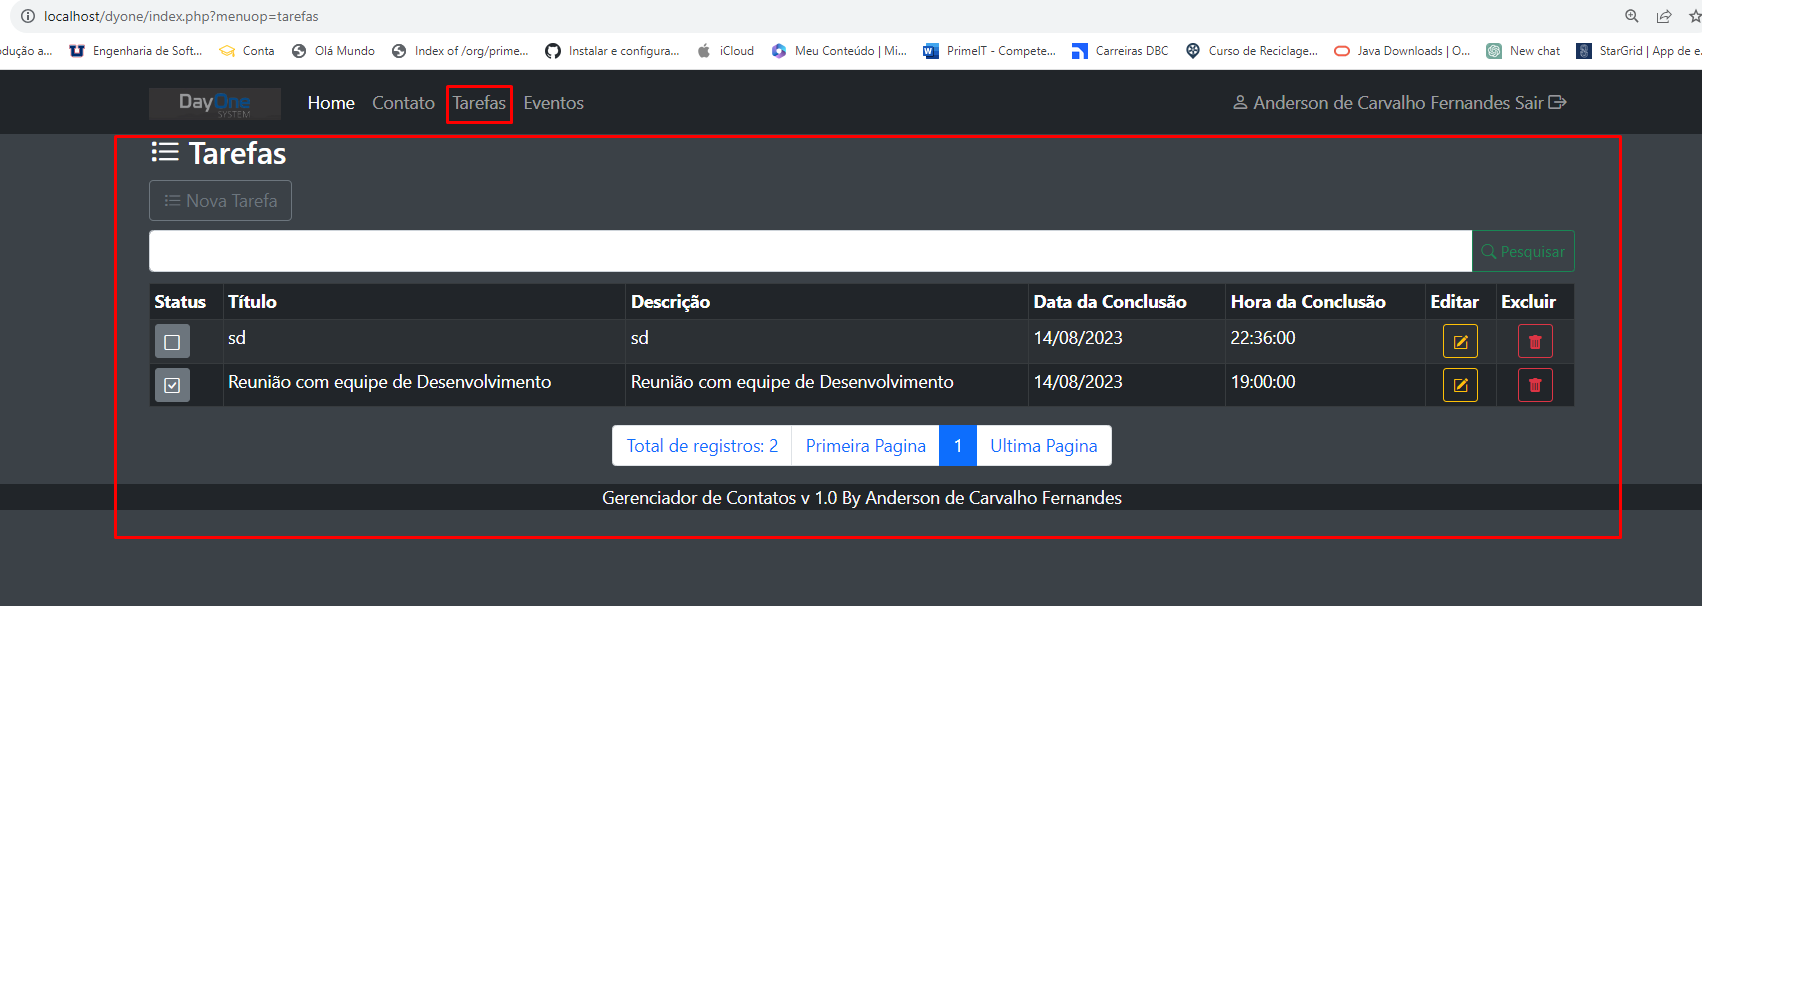 localhost/dyone/index.php?menuop=tarefas
odução a... Engenharia de Soft... Conta Olá Mundo Index of /org/prime... Instalar e configura... iCloud Meu Conteúdo | Mi... PrimeIT - Compete... Carreiras DBC Curso de Reciclage... Java Downloads | O... New chat StarGrid | App de e.
DayOne SYSTEM Home Contato Tarefas Eventos Anderson de Carvalho Fernandes Sair
Tarefas
Nova Tarefa
Pesquisar
Status Título Descrição Data da Conclusão Hora da Conclusão Editar Excluir
sd sd 14/08/2023 22:36:00
Reunião com equipe de Desenvolvimento Reunião com equipe de Desenvolvimento 14/08/2023 19:00:00
Total de registros: 2 Primeira Pagina 1 Ultima Pagina
Gerenciador de Contatos v 1.0 By Anderson de Carvalho Fernandes